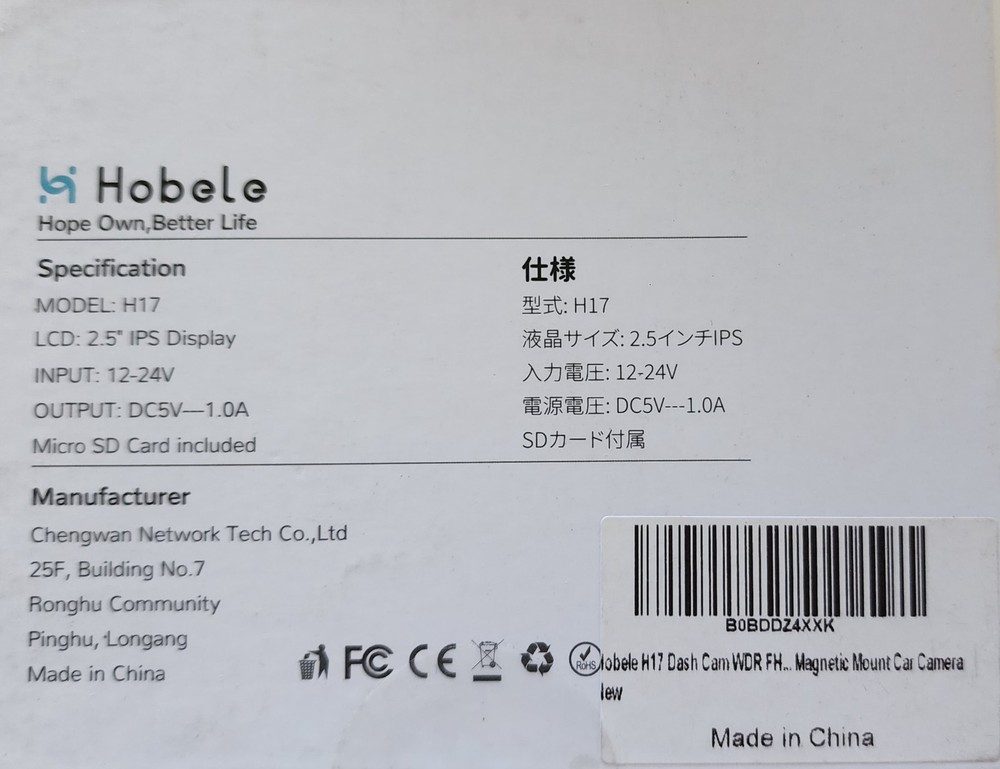 Hobele
Hope Own,Better Life
Specification
MODEL: H17
LCD: 2.5" IPS Display
INPUT: 12-24V
OUTPUT: DC5V—1.0A
Micro SD Card included
仕様
型式: H17
液晶サイズ: 2.5インチIPS
入力電圧: 12-24V
電源電圧: DC5V---1.0A
SDカード付属
Manufacturer
Chengwan Network Tech Co.,Ltd
25F, Building No.7
Ronghu Community
Pinghu, Longang
Made in China
FC CE
RoHS
B0BDDZ4XXK
lobele H17 Dash Cam WDR FH... Magnetic Mount Car Camera
lew
Made in China